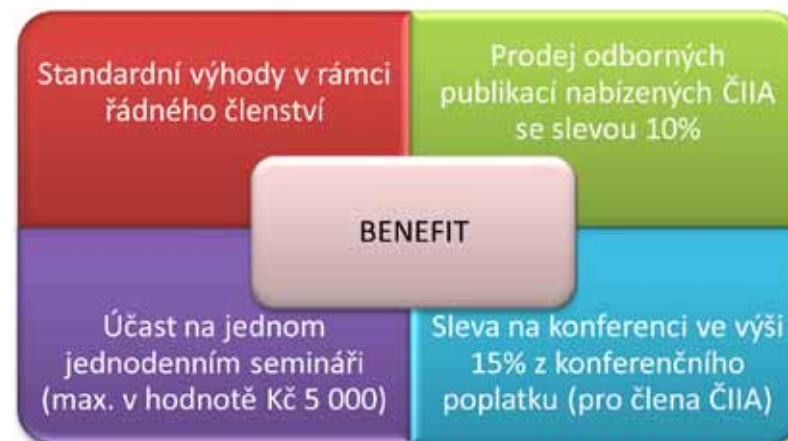 Standardní výhody v rámci
řádného členství
Prodej odborných
publikací nabízených ČIIA
se slevou 10%
BENEFIT
Účast na jednom
jednodenním semináři
(max. v hodnotě Kč 5 000)
Sleva na konferenci ve výši
15% z konferenčního
poplatku (pro člena ČIIA)